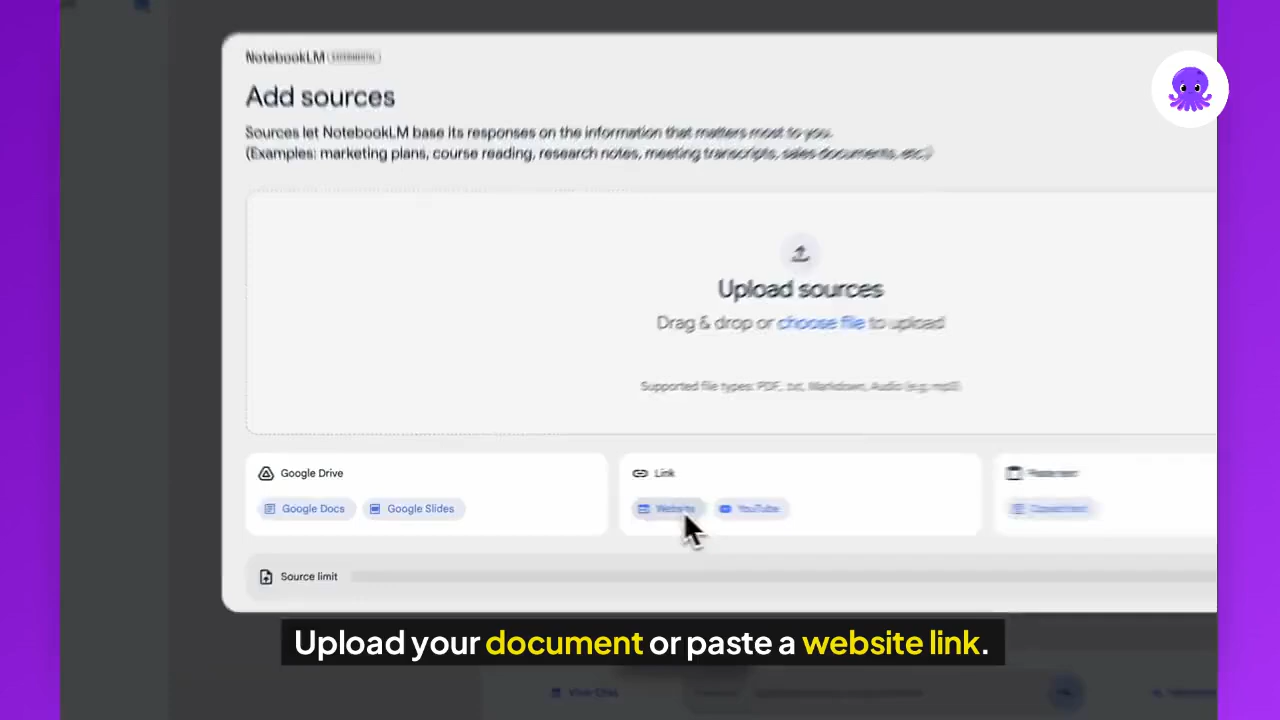 NotebookLM
Add sources
Sources let NotebookLM base its responses on the information that matters most to you.
(Examples: marketing plans, course reading, research notes, meeting transcripts, sales documents, etc.)
Upload sources
Drag & drop or choose file to upload
Supported file types: PDF, .txt, Markdown, Audio (e.g. mp3)
Google Drive
Google Docs
Google Slides
Link
Website
YouTube
Source limit
Upload your document or paste a website link.